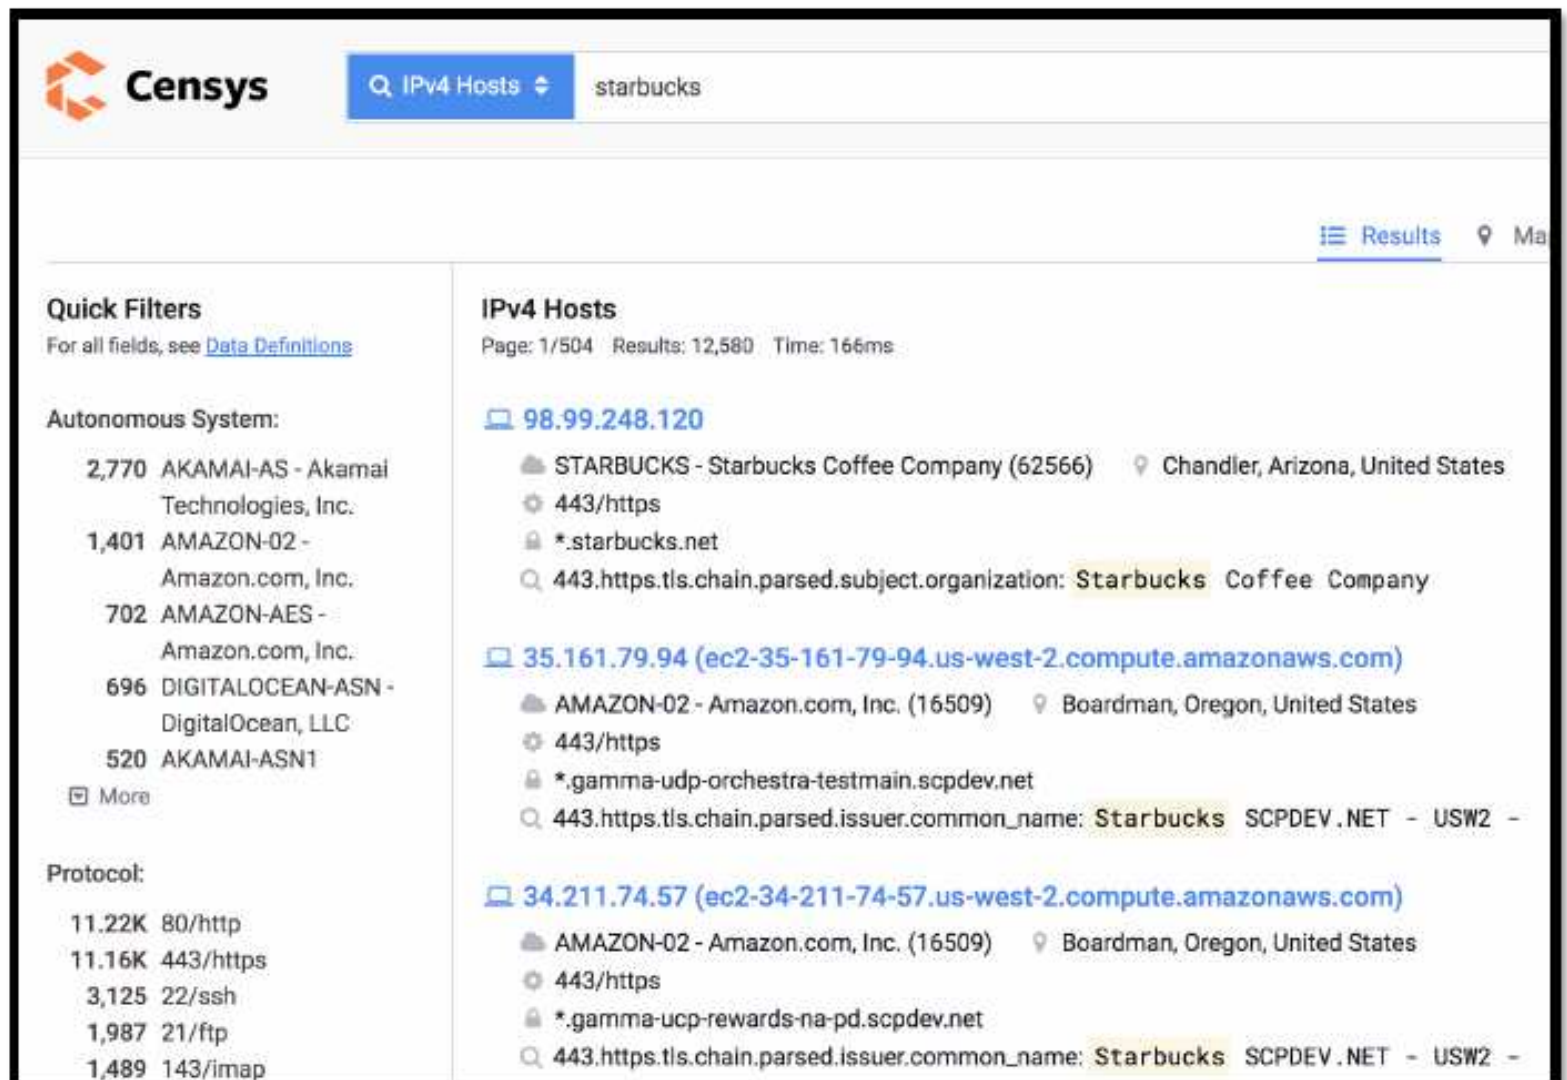 Censys
IPv4 Hosts
starbucks
Results
Ma
Quick Filters
For all fields, see Data Definitions
Autonomous System:
2,770 AKAMAI-AS - Akamai
Technologies, Inc.
1,401 AMAZON-02 -
Amazon.com, Inc.
702 AMAZON-AES -
Amazon.com, Inc.
696 DIGITALOCEAN-ASN -
DigitalOcean, LLC
520 AKAMAI-ASN1
More
Protocol:
11.22K 80/http
11.16K 443/https
3,125 22/ssh
1,987 21/ftp
1,489 143/imap
IPv4 Hosts
Page: 1/504 Results: 12,580 Time: 166ms
98.99.248.120
STARBUCKS - Starbucks Coffee Company (62566) Chandler, Arizona, United States
443/https
*.starbucks.net
443.https.tls.chain.parsed.subject.organization: Starbucks Coffee Company
35.161.79.94 (ec2-35-161-79-94.us-west-2.compute.amazonaws.com)
AMAZON-02 - Amazon.com, Inc. (16509) Boardman, Oregon, United States
443/https
*.gamma-udp-orchestra-testmain.scpdev.net
443.https.tls.chain.parsed.issuer.common_name: Starbucks SCPDEV.NET - USW2 -
34.211.74.57 (ec2-34-211-74-57.us-west-2.compute.amazonaws.com)
AMAZON-02 - Amazon.com, Inc. (16509) Boardman, Oregon, United States
443/https
*.gamma-ucp-rewards-na-pd.scpdev.net
443.https.tls.chain.parsed.issuer.common_name: Starbucks SCPDEV.NET - USW2 -